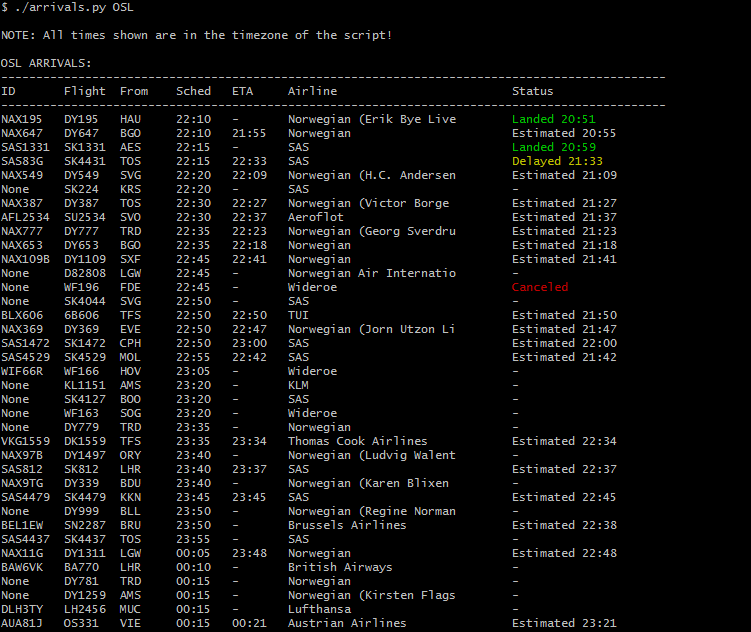 $ ./arrivals.py OSL
NOTE: All times shown are in the timezone of the script!
OSL ARRIVALS:
-----------------------------------------------------------------------------------------------
ID Flight From Sched ETA Airline Status
-----------------------------------------------------------------------------------------------
NAX195 DY195 HAU 22:10 - Norwegian (Erik Bye Live Landed 20:51
NAX647 DY647 BGO 22:10 21:55 Norwegian Estimated 20:55
SAS1331 SK1331 AES 22:15 - SAS Landed 20:59
SAS83G SK4431 TOS 22:15 22:33 SAS Delayed 21:33
NAX549 DY549 SVG 22:20 22:09 Norwegian (H.C. Andersen Estimated 21:09
None SK224 KRS 22:20 - SAS -
NAX387 DY387 TOS 22:30 22:27 Norwegian (Victor Borge Estimated 21:27
AFL2534 SU2534 SVO 22:30 22:37 Aeroflot Estimated 21:37
NAX777 DY777 TRD 22:35 22:23 Norwegian (Georg Sverdru Estimated 21:23
NAX653 DY653 BGO 22:35 22:18 Norwegian Estimated 21:18
NAX109B DY1109 SXF 22:45 22:41 Norwegian Estimated 21:41
None D82808 LGW 22:45 - Norwegian Air Internatio -
None WF196 FDE 22:45 - Wideroe Canceled
None SK4044 SVG 22:50 - SAS -
BLX606 6B606 TFS 22:50 22:50 TUI Estimated 21:50
NAX369 DY369 EVE 22:50 22:47 Norwegian (Jorn Utzon Li Estimated 21:47
SAS1472 SK1472 CPH 22:50 23:00 SAS Estimated 22:00
SAS4529 SK4529 MOL 22:55 22:42 SAS Estimated 21:42
WIF66R WF166 HOV 23:05 - Wideroe -
None KL1151 AMS 23:20 - KLM -
None SK4127 BOO 23:20 - SAS -
None WF163 SOG 23:20 - Wideroe -
None DY779 TRD 23:35 - Norwegian -
VKG1559 DK1559 TFS 23:35 23:34 Thomas Cook Airlines Estimated 22:34
NAX97B DY1497 ORY 23:40 - Norwegian (Ludvig Walent -
SAS812 SK812 LHR 23:40 23:37 SAS Estimated 22:37
NAX9TG DY339 BDU 23:40 - Norwegian (Karen Blixen -
SAS4479 SK4479 KKN 23:45 23:45 SAS Estimated 22:45
None DY999 BLL 23:50 - Norwegian (Regine Norman -
BEL1EW SN2287 BRU 23:50 - Brussels Airlines Estimated 22:38
SAS4437 SK4437 TOS 23:55 - SAS -
NAX11G DY1311 LGW 00:05 23:48 Norwegian Estimated 22:48
BAW6VK BA770 LHR 00:10 - British Airways -
None DY781 TRD 00:15 - Norwegian -
None DY1259 AMS 00:15 - Norwegian (Kirsten Flags -
DLH3TY LH2456 MUC 00:15 - Lufthansa -
AUA81J OS331 VIE 00:15 00:21 Austrian Airlines Estimated 23:21